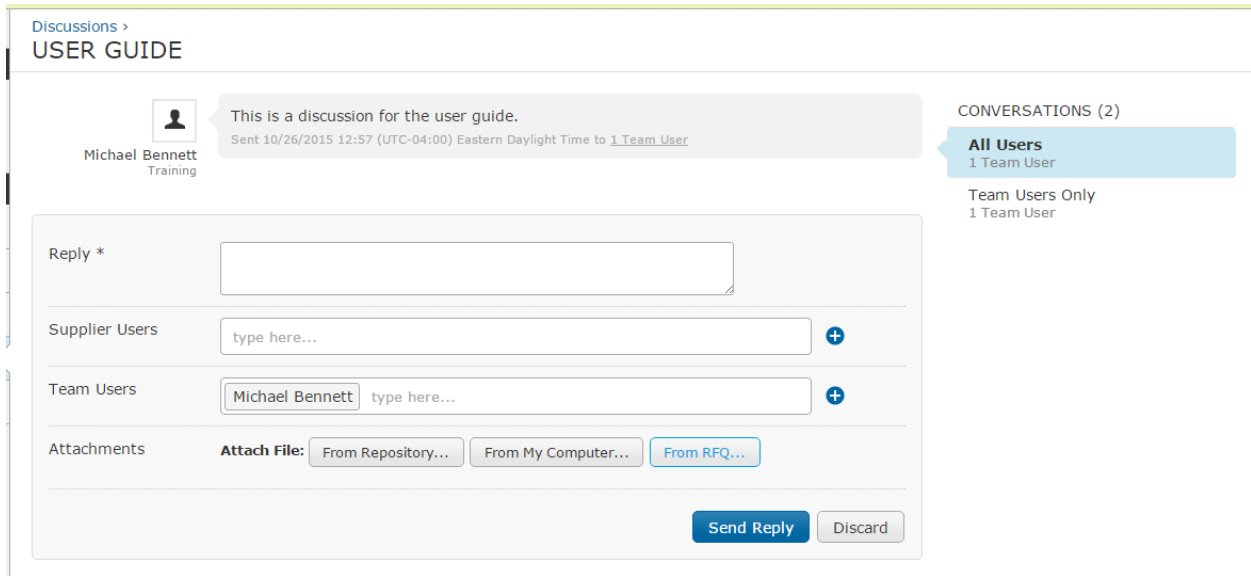 Discussions ›
USER GUIDE
This is a discussion for the user guide.
Sent 10/26/2015 12:57 (UTC-04:00) Eastern Daylight Time to 1 Team User
Michael Bennett
Training
CONVERSATIONS (2)
All Users
1 Team User
Team Users Only
1 Team User
Reply *
Supplier Users type here...
Team Users Michael Bennett type here...
Attachments Attach File: From Repository... From My Computer... From RFQ...
Send Reply Discard